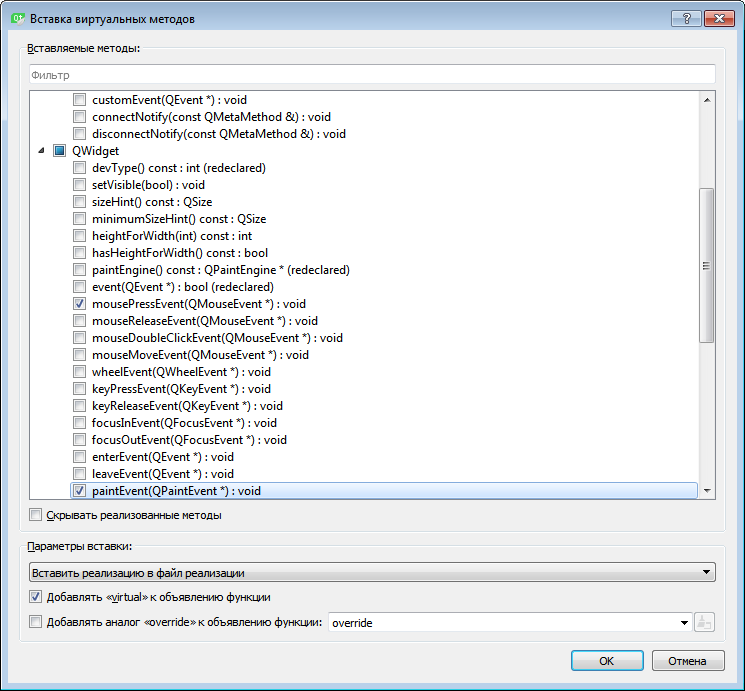 Вставка виртуальных методов
Вставляемые методы:
Фильтр
customEvent(QEvent *) : void
connectNotify(const QMetaMethod &) : void
disconnectNotify(const QMetaMethod &) : void
QWidget
devType() const : int (redeclared)
setVisible(bool) : void
sizeHint() const : QSize
minimumSizeHint() const : QSize
heightForWidth(int) const : int
hasHeightForWidth() const : bool
paintEngine() const : QPaintEngine * (redeclared)
event(QEvent *) : bool (redeclared)
mousePressEvent(QMouseEvent *) : void
mouseReleaseEvent(QMouseEvent *) : void
mouseDoubleClickEvent(QMouseEvent *) : void
mouseMoveEvent(QMouseEvent *) : void
wheelEvent(QWheelEvent *) : void
keyPressEvent(QKeyEvent *) : void
keyReleaseEvent(QKeyEvent *) : void
focusInEvent(QFocusEvent *) : void
focusOutEvent(QFocusEvent *) : void
enterEvent(QEvent *) : void
leaveEvent(QEvent *) : void
paintEvent(QPaintEvent *) : void
Скрывать реализованные методы
Параметры вставки:
Вставить реализацию в файл реализации
Добавлять «virtual» к объявлению функции
Добавлять аналог «override» к объявлению функции: override
OK Отмена